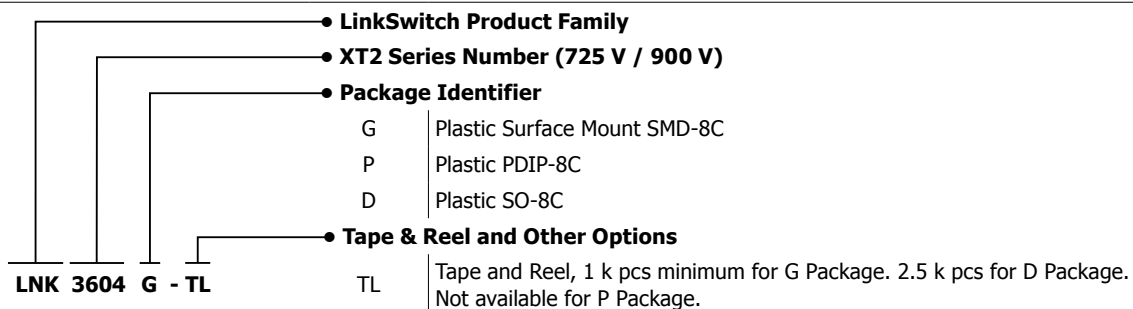 LinkSwitch Product Family
XT2 Series Number (725 V / 900 V)
Package Identifier
G Plastic Surface Mount SMD-8C
P Plastic PDIP-8C
D Plastic SO-8C
Tape & Reel and Other Options
TL Tape and Reel, 1 k pcs minimum for G Package. 2.5 k pcs for D Package.
Not available for P Package.
LNK 3604 G - TL